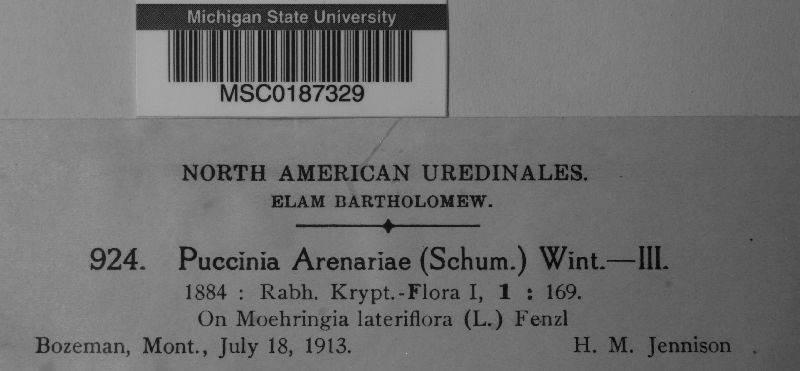 Michigan State University
MSC0187329
NORTH AMERICAN UREDINALES.
ELAM BARTHOLOMEW.
924. Puccinia Arenariae (Schum.) Wint.—III.
1884 : Rabh. Krypt.-Flora I, 1 : 169.
On Moehringia lateriflora (L.) Fenzl
Bozeman, Mont., July 18, 1913. H. M. Jennison .